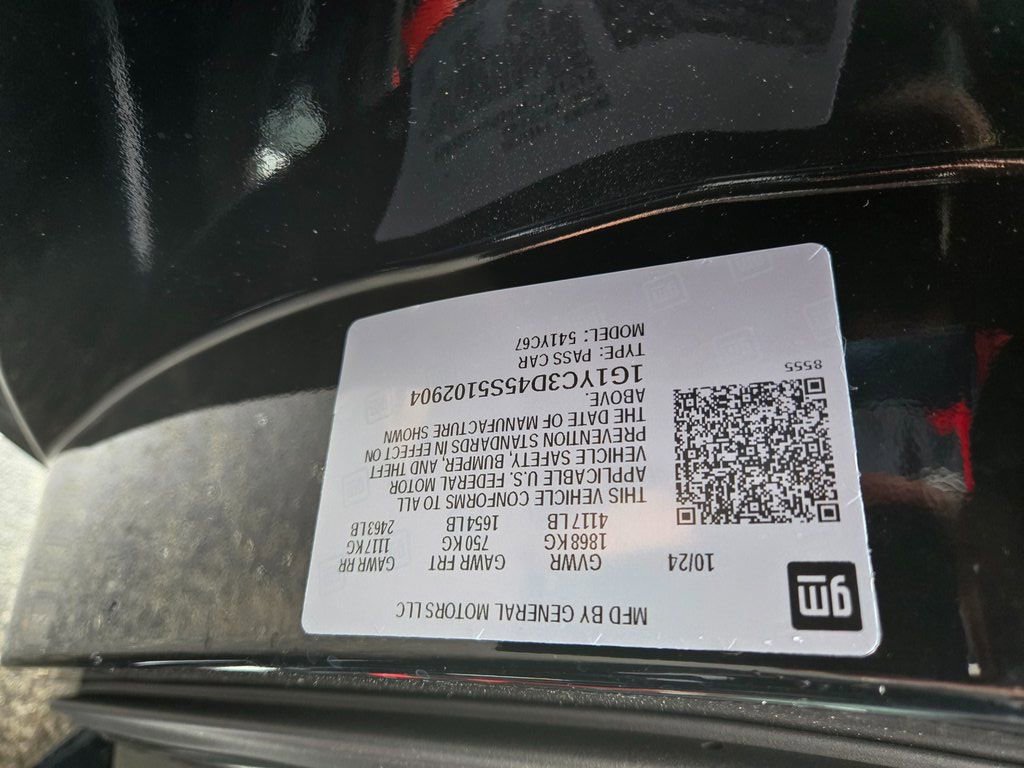 gm
MFD BY GENERAL MOTORS LLC
10/24 GVWR GAWR FRT GAWR RR
1868 KG 750 KG 1117 KG
4117 LB 1654 LB 2463 LB
THIS VEHICLE CONFORMS TO ALL
APPLICABLE U.S. FEDERAL MOTOR
VEHICLE SAFETY, BUMPER, AND THEFT
PREVENTION STANDARDS IN EFFECT ON
THE DATE OF MANUFACTURE SHOWN
ABOVE.
1G1YC3D45S5102904
TYPE: PASS CAR
MODEL: 541YC67
8555